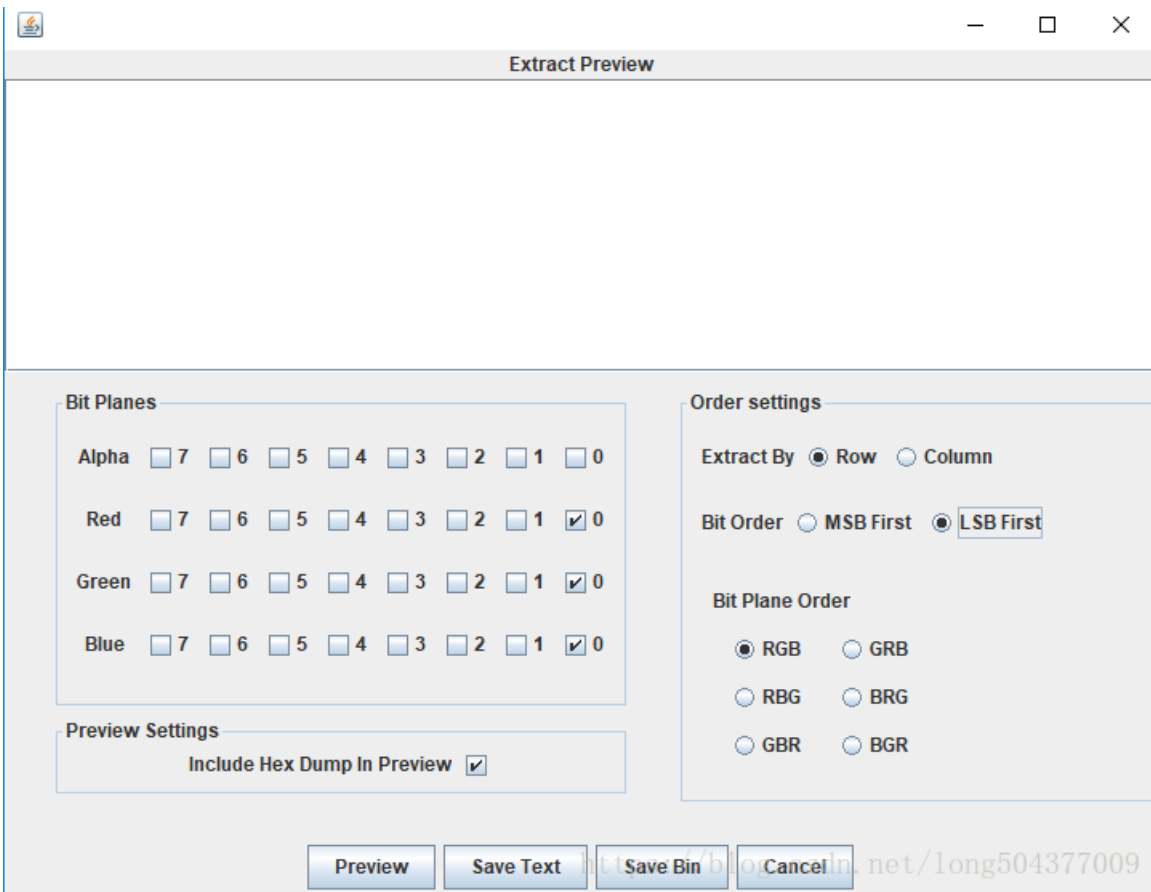 Extract Preview
Bit Planes
Alpha 7 6 5 4 3 2 1 0
Red 7 6 5 4 3 2 1 0
Green 7 6 5 4 3 2 1 0
Blue 7 6 5 4 3 2 1 0
Preview Settings
Include Hex Dump In Preview
Order settings
Extract By Row Column
Bit Order MSB First LSB First
Bit Plane Order
RGB GRB
RBG BRG
GBR BGR
Preview Save Text Save Bin Cancel
https://blog.csdn.net/long504377009